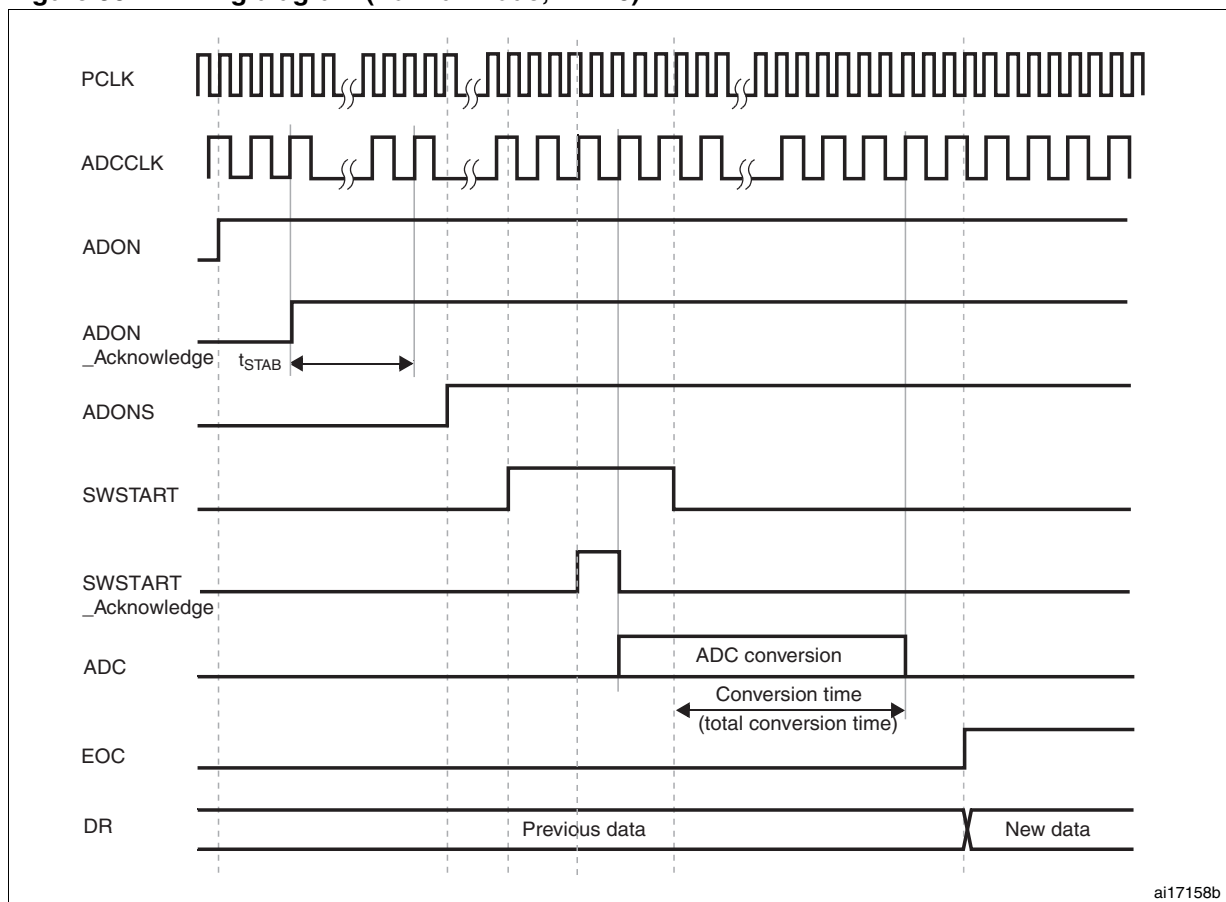 PCLK
ADCCLK
ADON
ADON
_Acknowledge
tSTAB
ADONS
SWSTART
SWSTART
_Acknowledge
ADC
ADC conversion
Conversion time
(total conversion time)
EOC
DR
Previous data
New data
ai17158b